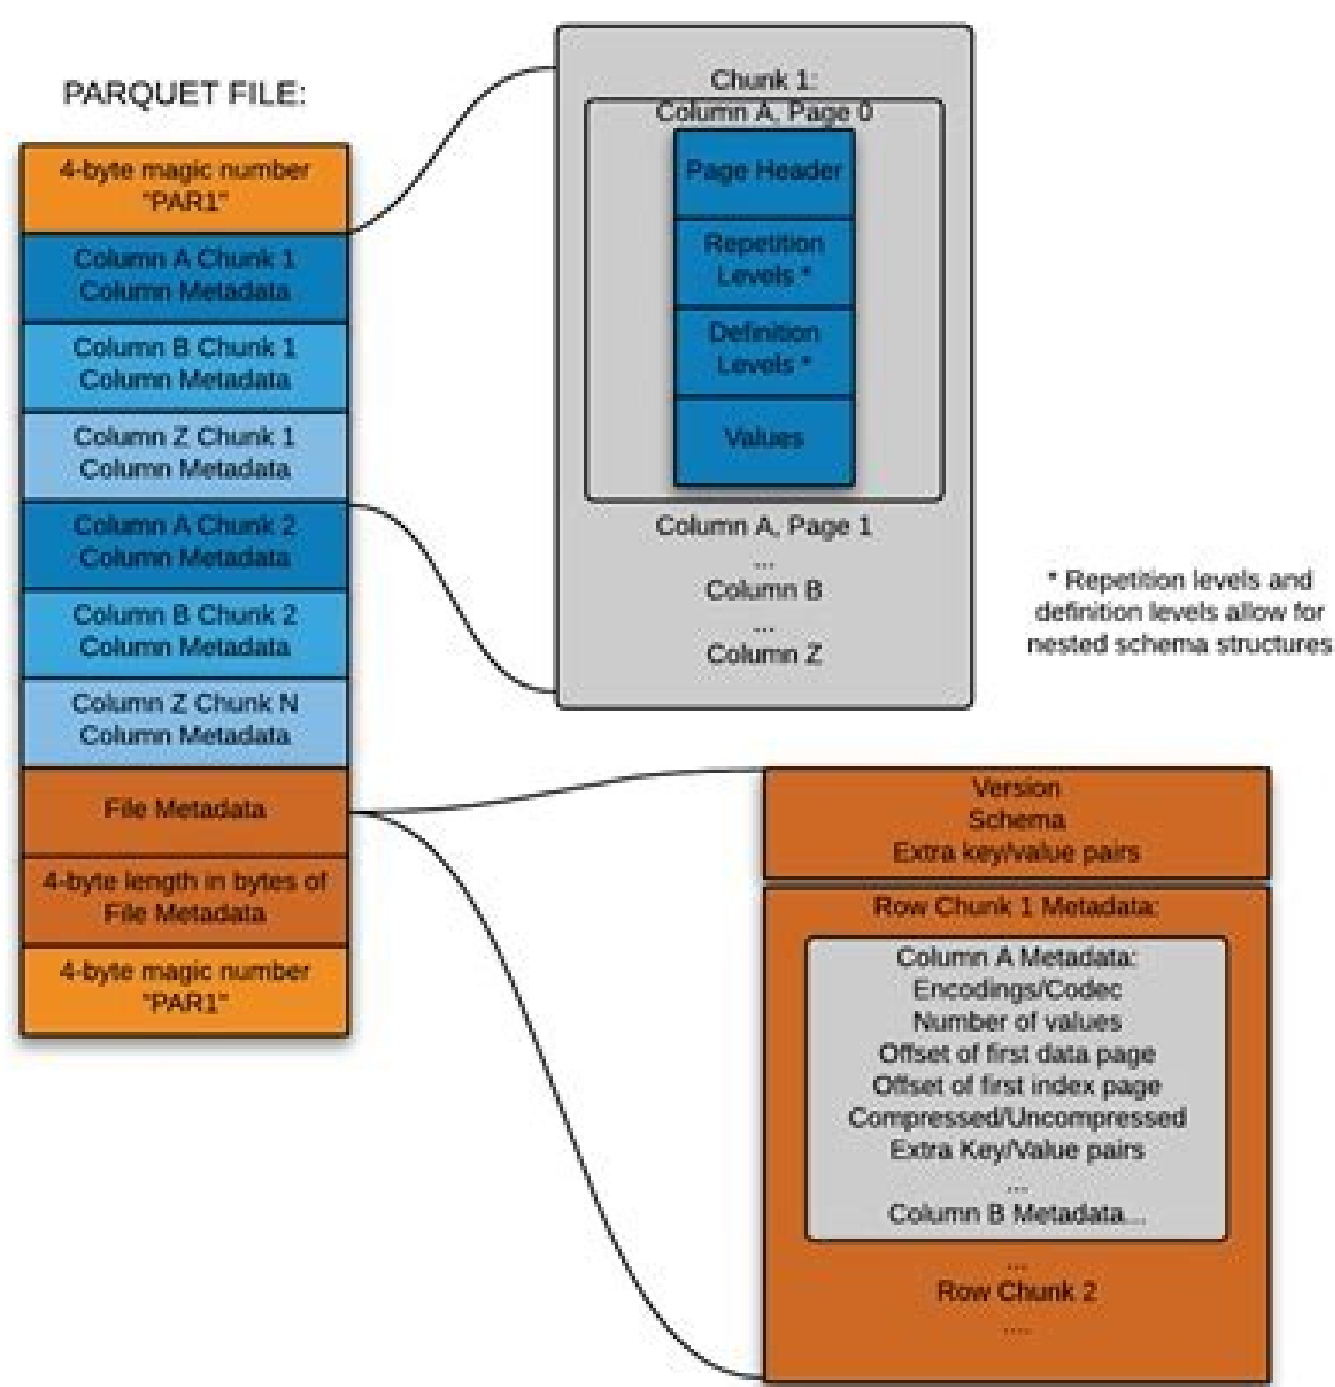 PARQUET FILE:
4-byte magic number
"PAR1"
Column A Chunk 1
Column Metadata
Column B Chunk 1
Column Metadata
Column Z Chunk 1
Column Metadata
Column A Chunk 2
Column Metadata
Column B Chunk 2
Column Metadata
Column Z Chunk N
Column Metadata
File Metadata
4-byte length in bytes of
File Metadata
4-byte magic number
"PAR1"
Chunk 1:
Column A, Page 0
Page Header
Repetition
Levels *
Definition
Levels *
Values
Column A, Page 1
...
Column B
...
Column Z
* Repetition levels and
definition levels allow for
nested schema structures
Version
Schema
Extra key/value pairs
Row Chunk 1 Metadata:
Column A Metadata:
Encodings/Codec
Number of values
Offset of first data page
Offset of first index page
Compressed/Uncompressed
Extra Key/Value pairs
...
Column B Metadata...
...
Row Chunk 2
....